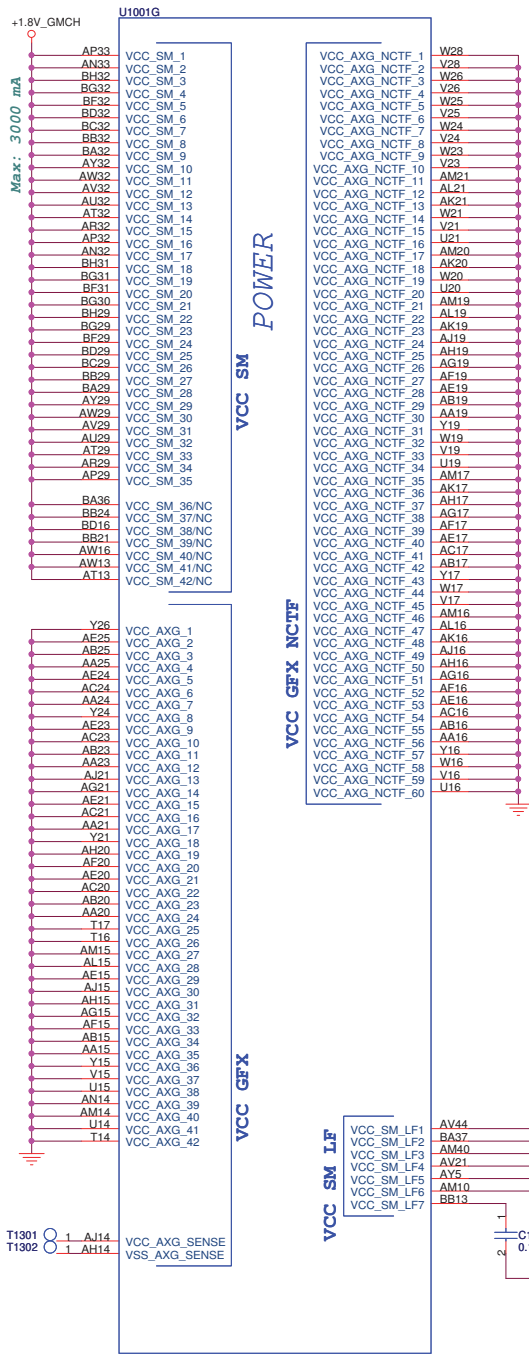 U1001G
+1.8V_GMCH
Max: 3000 mA
AP33 VCC_SM_1
AN33 VCC_SM_2
BH32 VCC_SM_3
BG32 VCC_SM_4
BF32 VCC_SM_5
BD32 VCC_SM_6
BC32 VCC_SM_7
BB32 VCC_SM_8
BA32 VCC_SM_9
AY32 VCC_SM_10
AW32 VCC_SM_11
AV32 VCC_SM_12
AU32 VCC_SM_13
AT32 VCC_SM_14
AR32 VCC_SM_15
AP32 VCC_SM_16
AN32 VCC_SM_17
BH31 VCC_SM_18
BG31 VCC_SM_19
BF31 VCC_SM_20
BG30 VCC_SM_21
BH29 VCC_SM_22
BG29 VCC_SM_23
BF29 VCC_SM_24
BD29 VCC_SM_25
BC29 VCC_SM_26
BB29 VCC_SM_27
BA29 VCC_SM_28
AY29 VCC_SM_29
AW29 VCC_SM_30
AV29 VCC_SM_31
AU29 VCC_SM_32
AT29 VCC_SM_33
AR29 VCC_SM_34
AP29 VCC_SM_35
BA36 VCC_SM_36/NC
BB24 VCC_SM_37/NC
BD16 VCC_SM_38/NC
BB21 VCC_SM_39/NC
AW16 VCC_SM_40/NC
AW13 VCC_SM_41/NC
AT13 VCC_SM_42/NC
VCC SM
POWER
Y26 VCC_AXG_1
AE25 VCC_AXG_2
AB25 VCC_AXG_3
AA25 VCC_AXG_4
AE24 VCC_AXG_5
AC24 VCC_AXG_6
AA24 VCC_AXG_7
Y24 VCC_AXG_8
AE23 VCC_AXG_9
AC23 VCC_AXG_10
AB23 VCC_AXG_11
AA23 VCC_AXG_12
AJ21 VCC_AXG_13
AG21 VCC_AXG_14
AE21 VCC_AXG_15
AC21 VCC_AXG_16
AA21 VCC_AXG_17
Y21 VCC_AXG_18
AH20 VCC_AXG_19
AF20 VCC_AXG_20
AE20 VCC_AXG_21
AC20 VCC_AXG_22
AB20 VCC_AXG_23
AA20 VCC_AXG_24
T17 VCC_AXG_25
T16 VCC_AXG_26
AM15 VCC_AXG_27
AL15 VCC_AXG_28
AE15 VCC_AXG_29
AJ15 VCC_AXG_30
AH15 VCC_AXG_31
AG15 VCC_AXG_32
AF15 VCC_AXG_33
AB15 VCC_AXG_34
AA15 VCC_AXG_35
Y15 VCC_AXG_36
V15 VCC_AXG_37
U15 VCC_AXG_38
AN14 VCC_AXG_39
AM14 VCC_AXG_40
U14 VCC_AXG_41
T14 VCC_AXG_42
VCC GFX
T1301 1 AJ14 VCC_AXG_SENSE
T1302 1 AH14 VSS_AXG_SENSE
VCC_AXG_NCTF_1 W28
VCC_AXG_NCTF_2 V28
VCC_AXG_NCTF_3 W26
VCC_AXG_NCTF_4 V26
VCC_AXG_NCTF_5 W25
VCC_AXG_NCTF_6 V25
VCC_AXG_NCTF_7 W24
VCC_AXG_NCTF_8 V24
VCC_AXG_NCTF_9 W23
VCC_AXG_NCTF_10 V23
VCC_AXG_NCTF_11 AM21
VCC_AXG_NCTF_12 AL21
VCC_AXG_NCTF_13 AK21
VCC_AXG_NCTF_14 W21
VCC_AXG_NCTF_15 V21
VCC_AXG_NCTF_16 U21
VCC_AXG_NCTF_17 AM20
VCC_AXG_NCTF_18 AK20
VCC_AXG_NCTF_19 W20
VCC_AXG_NCTF_20 U20
VCC_AXG_NCTF_21 AM19
VCC_AXG_NCTF_22 AL19
VCC_AXG_NCTF_23 AK19
VCC_AXG_NCTF_24 AJ19
VCC_AXG_NCTF_25 AH19
VCC_AXG_NCTF_26 AG19
VCC_AXG_NCTF_27 AF19
VCC_AXG_NCTF_28 AE19
VCC_AXG_NCTF_29 AB19
VCC_AXG_NCTF_30 AA19
VCC_AXG_NCTF_31 Y19
VCC_AXG_NCTF_32 W19
VCC_AXG_NCTF_33 V19
VCC_AXG_NCTF_34 U19
VCC_AXG_NCTF_35 AM17
VCC_AXG_NCTF_36 AK17
VCC_AXG_NCTF_37 AH17
VCC_AXG_NCTF_38 AG17
VCC_AXG_NCTF_39 AF17
VCC_AXG_NCTF_40 AE17
VCC_AXG_NCTF_41 AC17
VCC_AXG_NCTF_42 AB17
VCC_AXG_NCTF_43 Y17
VCC_AXG_NCTF_44 W17
VCC_AXG_NCTF_45 V17
VCC_AXG_NCTF_46 AM16
VCC_AXG_NCTF_47 AL16
VCC_AXG_NCTF_48 AK16
VCC_AXG_NCTF_49 AJ16
VCC_AXG_NCTF_50 AH16
VCC_AXG_NCTF_51 AG16
VCC_AXG_NCTF_52 AF16
VCC_AXG_NCTF_53 AE16
VCC_AXG_NCTF_54 AC16
VCC_AXG_NCTF_55 AB16
VCC_AXG_NCTF_56 AA16
VCC_AXG_NCTF_57 Y16
VCC_AXG_NCTF_58 W16
VCC_AXG_NCTF_59 V16
VCC_AXG_NCTF_60 U16
VCC GFX NCTF
VCC_SM_LF1 AV44
VCC_SM_LF2 BA37
VCC_SM_LF3 AM40
VCC_SM_LF4 AV21
VCC_SM_LF5 AY5
VCC_SM_LF6 AM10
VCC_SM_LF7 BB13
VCC SM LF
1
2